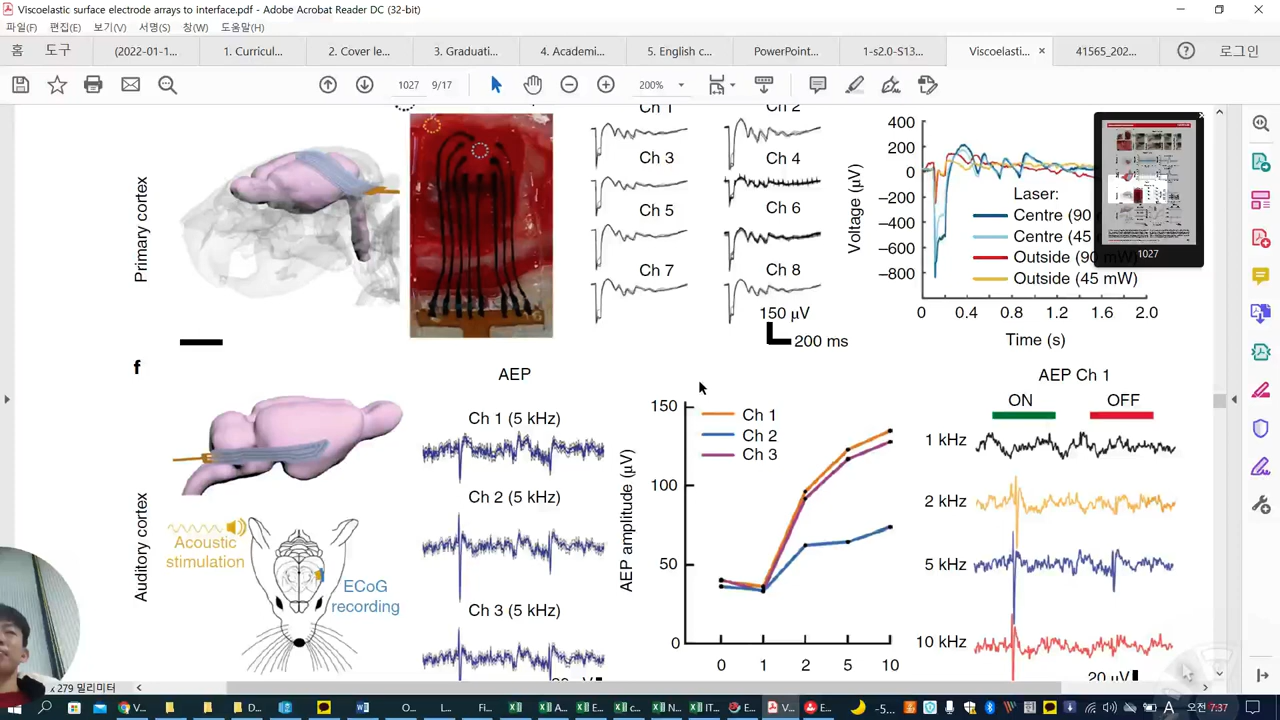 Viscoelastic surface electrode arrays to interface.pdf - Adobe Acrobat Reader DC (32-bit)
파일(F) 편집(E) 보기(V) 서명(S) 창(W) 도움말(H)
홈 도구 (2022-01-1... 1. Curricul... 2. Cover le... 3. Graduati... 4. Academi... 5. English c... PowerPoint... 1-s2.0-S13... Viscoelasti... × 41565_202... 로그인
1027 9/17 200%
Ch 1 Ch 2
Ch 3 Ch 4
Ch 5 Ch 6
Ch 7 Ch 8
150 µV
200 ms
Primary cortex
Voltage (µV)
400
200
0
−200
−400
−600
−800
Laser:
Centre (90
Centre (45
Outside (90 mW)
Outside (45 mW)
0 0.4 0.8 1.2 1.6 2.0
Time (s)
1027
f
Auditory cortex
Acoustic
stimulation
ECoG
recording
AEP
Ch 1 (5 kHz)
Ch 2 (5 kHz)
Ch 3 (5 kHz)
AEP amplitude (µV)
150
100
50
0
Ch 1
Ch 2
Ch 3
0 1 2 5 10
AEP Ch 1
ON OFF
1 kHz
2 kHz
5 kHz
10 kHz
20 µV
x 279 밀리미터
A 오전 7:37